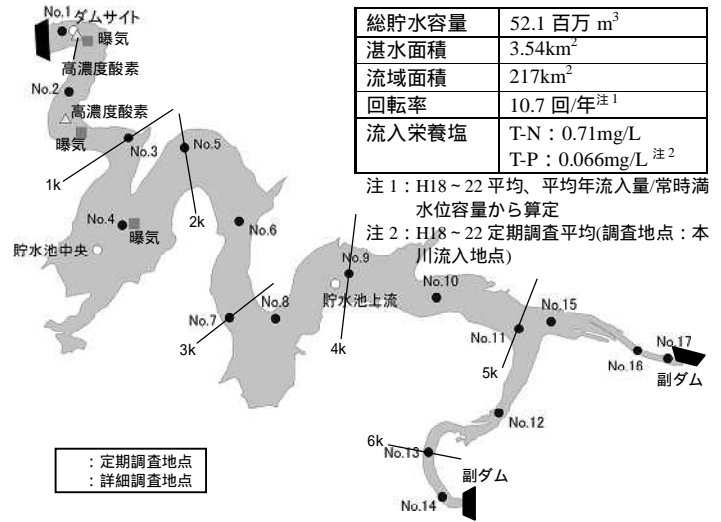 No.1
ダムサイト
曝気
高濃度酸素
No.2
高濃度酸素
曝気
No.3
1k
No.5
2k
No.4
曝気
貯水池中央
No.6
No.7
3k
No.8
No.9
貯水池上流
4k
No.10
No.11
5k
No.15
No.16
No.17
副ダム
No.12
6k
No.13
No.14
副ダム
総貯水容量 52.1 百万 m³
湛水面積 3.54km²
流域面積 217km²
回転率 10.7 回/年注1
流入栄養塩 T-N：0.71mg/L
T-P：0.066mg/L 注2
注 1：H18～22 平均、平均年流入量/常時満
水位容量から算定
注 2：H18～22 定期調査平均(調査地点：本
川流入地点)
：定期調査地点
：詳細調査地点